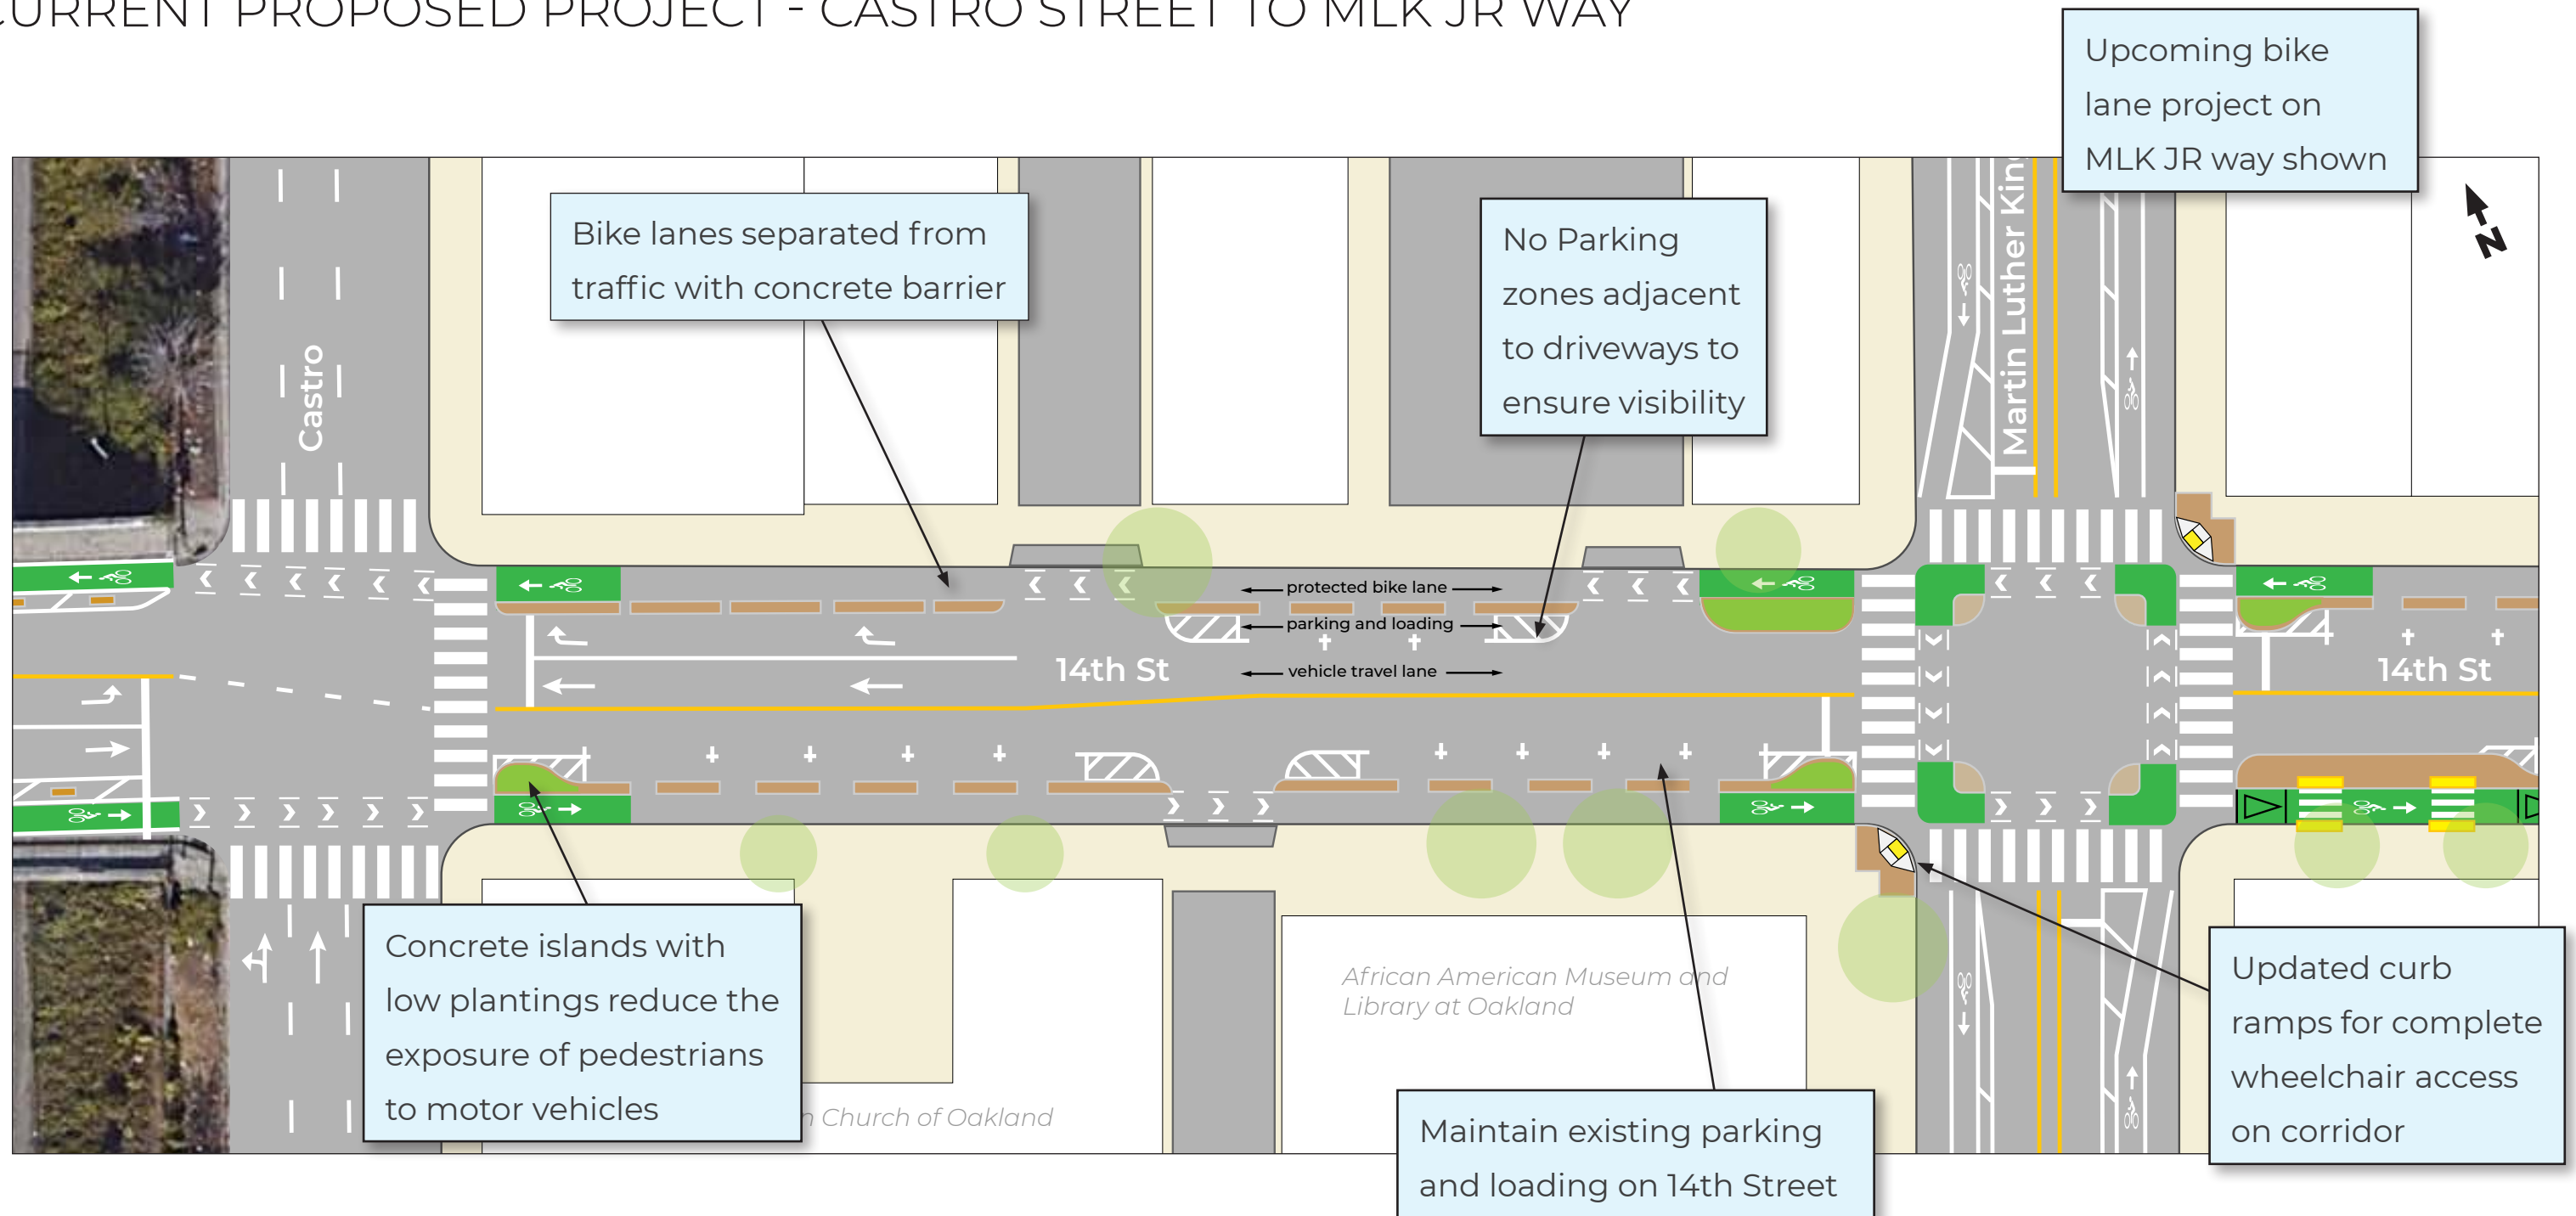 CURRENT PROPOSED PROJECT - CASTRO STREET TO MLK JR WAY
Upcoming bike
lane project on
MLK JR way shown
Bike lanes separated from
traffic with concrete barrier
No Parking
zones adjacent
to driveways to
ensure visibility
N
Castro
Martin Luther King
protected bike lane
parking and loading
14th St
vehicle travel lane
14th St
Concrete islands with
low plantings reduce the
exposure of pedestrians
to motor vehicles
Church of Oakland
African American Museum and
Library at Oakland
Maintain existing parking
and loading on 14th Street
Updated curb
ramps for complete
wheelchair access
on corridor